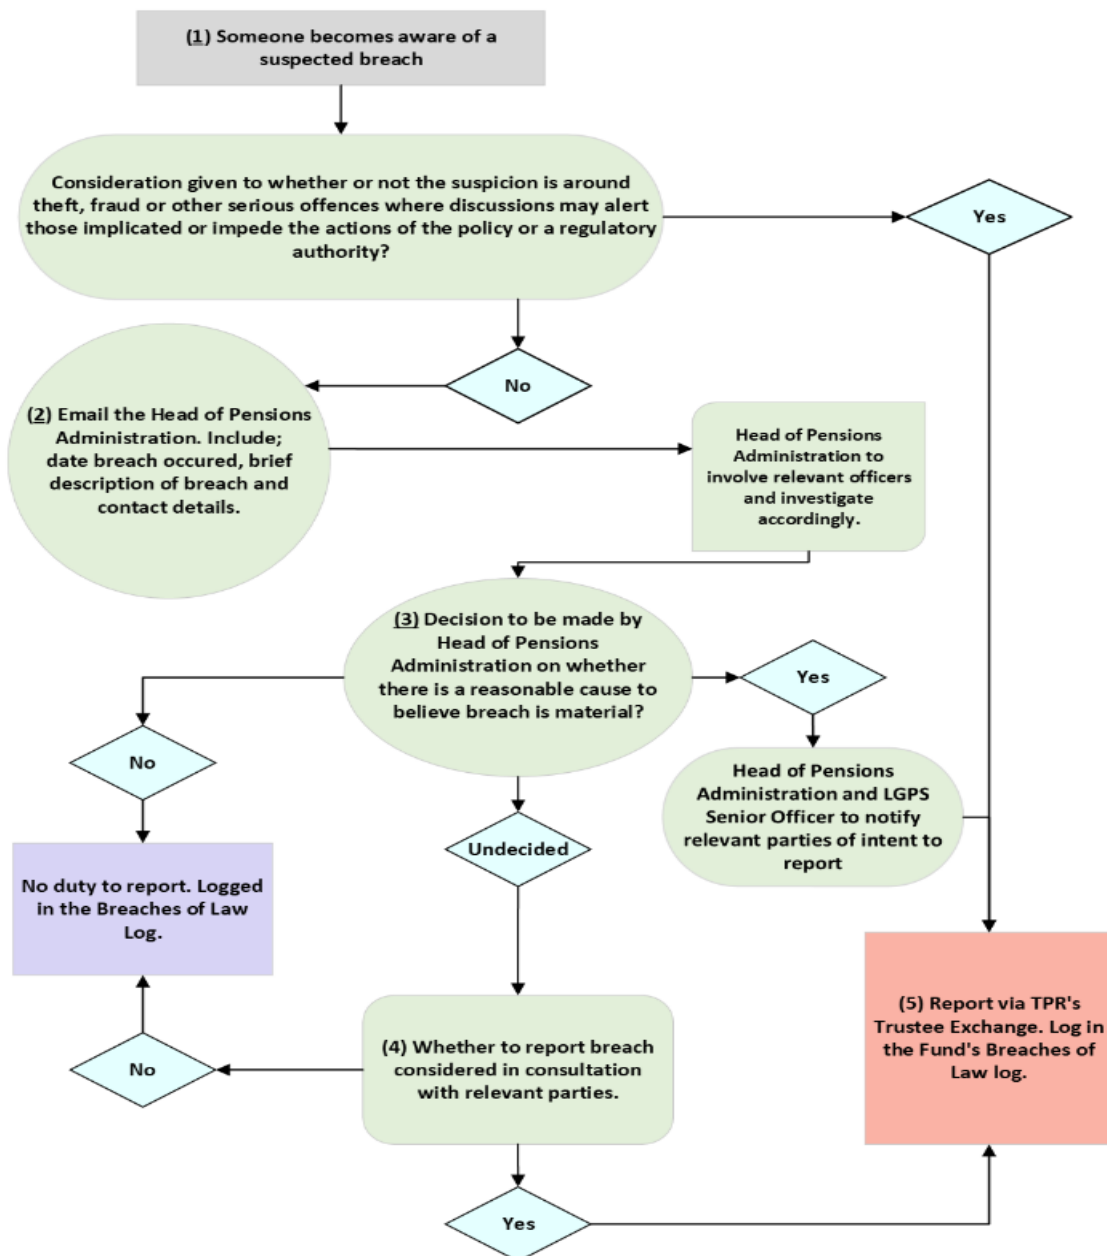 (1) Someone becomes aware of a
suspected breach
Consideration given to whether or not the suspicion is around
theft, fraud or other serious offences where discussions may alert
those implicated or impede the actions of the policy or a regulatory
authority?
Yes
No
(2) Email the Head of Pensions
Administration. Include;
date breach occured, brief
description of breach and
contact details.
Head of Pensions
Administration to
involve relevant officers
and investigate
accordingly.
(3) Decision to be made by
Head of Pensions
Administration on whether
there is a reasonable cause to
believe breach is material?
Yes
No
Head of Pensions
Administration and LGPS
Senior Officer to notify
relevant parties of intent to
report
Undecided
No duty to report. Logged
in the Breaches of Law
Log.
(4) Whether to report breach
considered in consultation
with relevant parties.
No
(5) Report via TPR's
Trustee Exchange. Log in
the Fund's Breaches of
Law log.
Yes